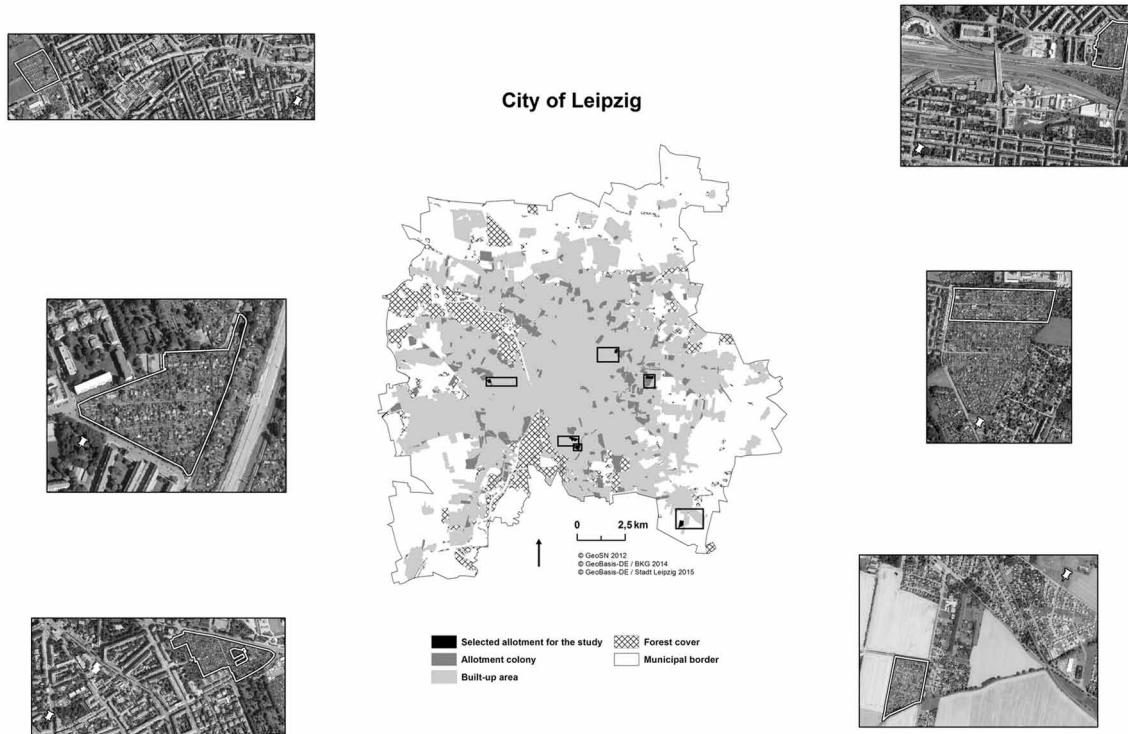 City of Leipzig
0 2,5 km
© GeoSN 2012
© GeoBasis-DE / BKG 2014
© GeoBasis-DE / Stadt Leipzig 2015
Selected allotment for the study
Allotment colony
Built-up area
Forest cover
Municipal border